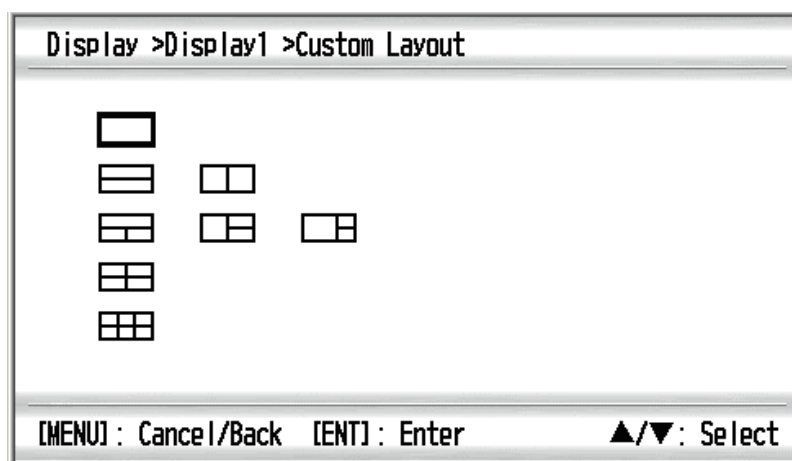 Display >Display1 >Custom Layout
[MENU] : Cancel/Back [ENT] : Enter ▲/▼ : Select